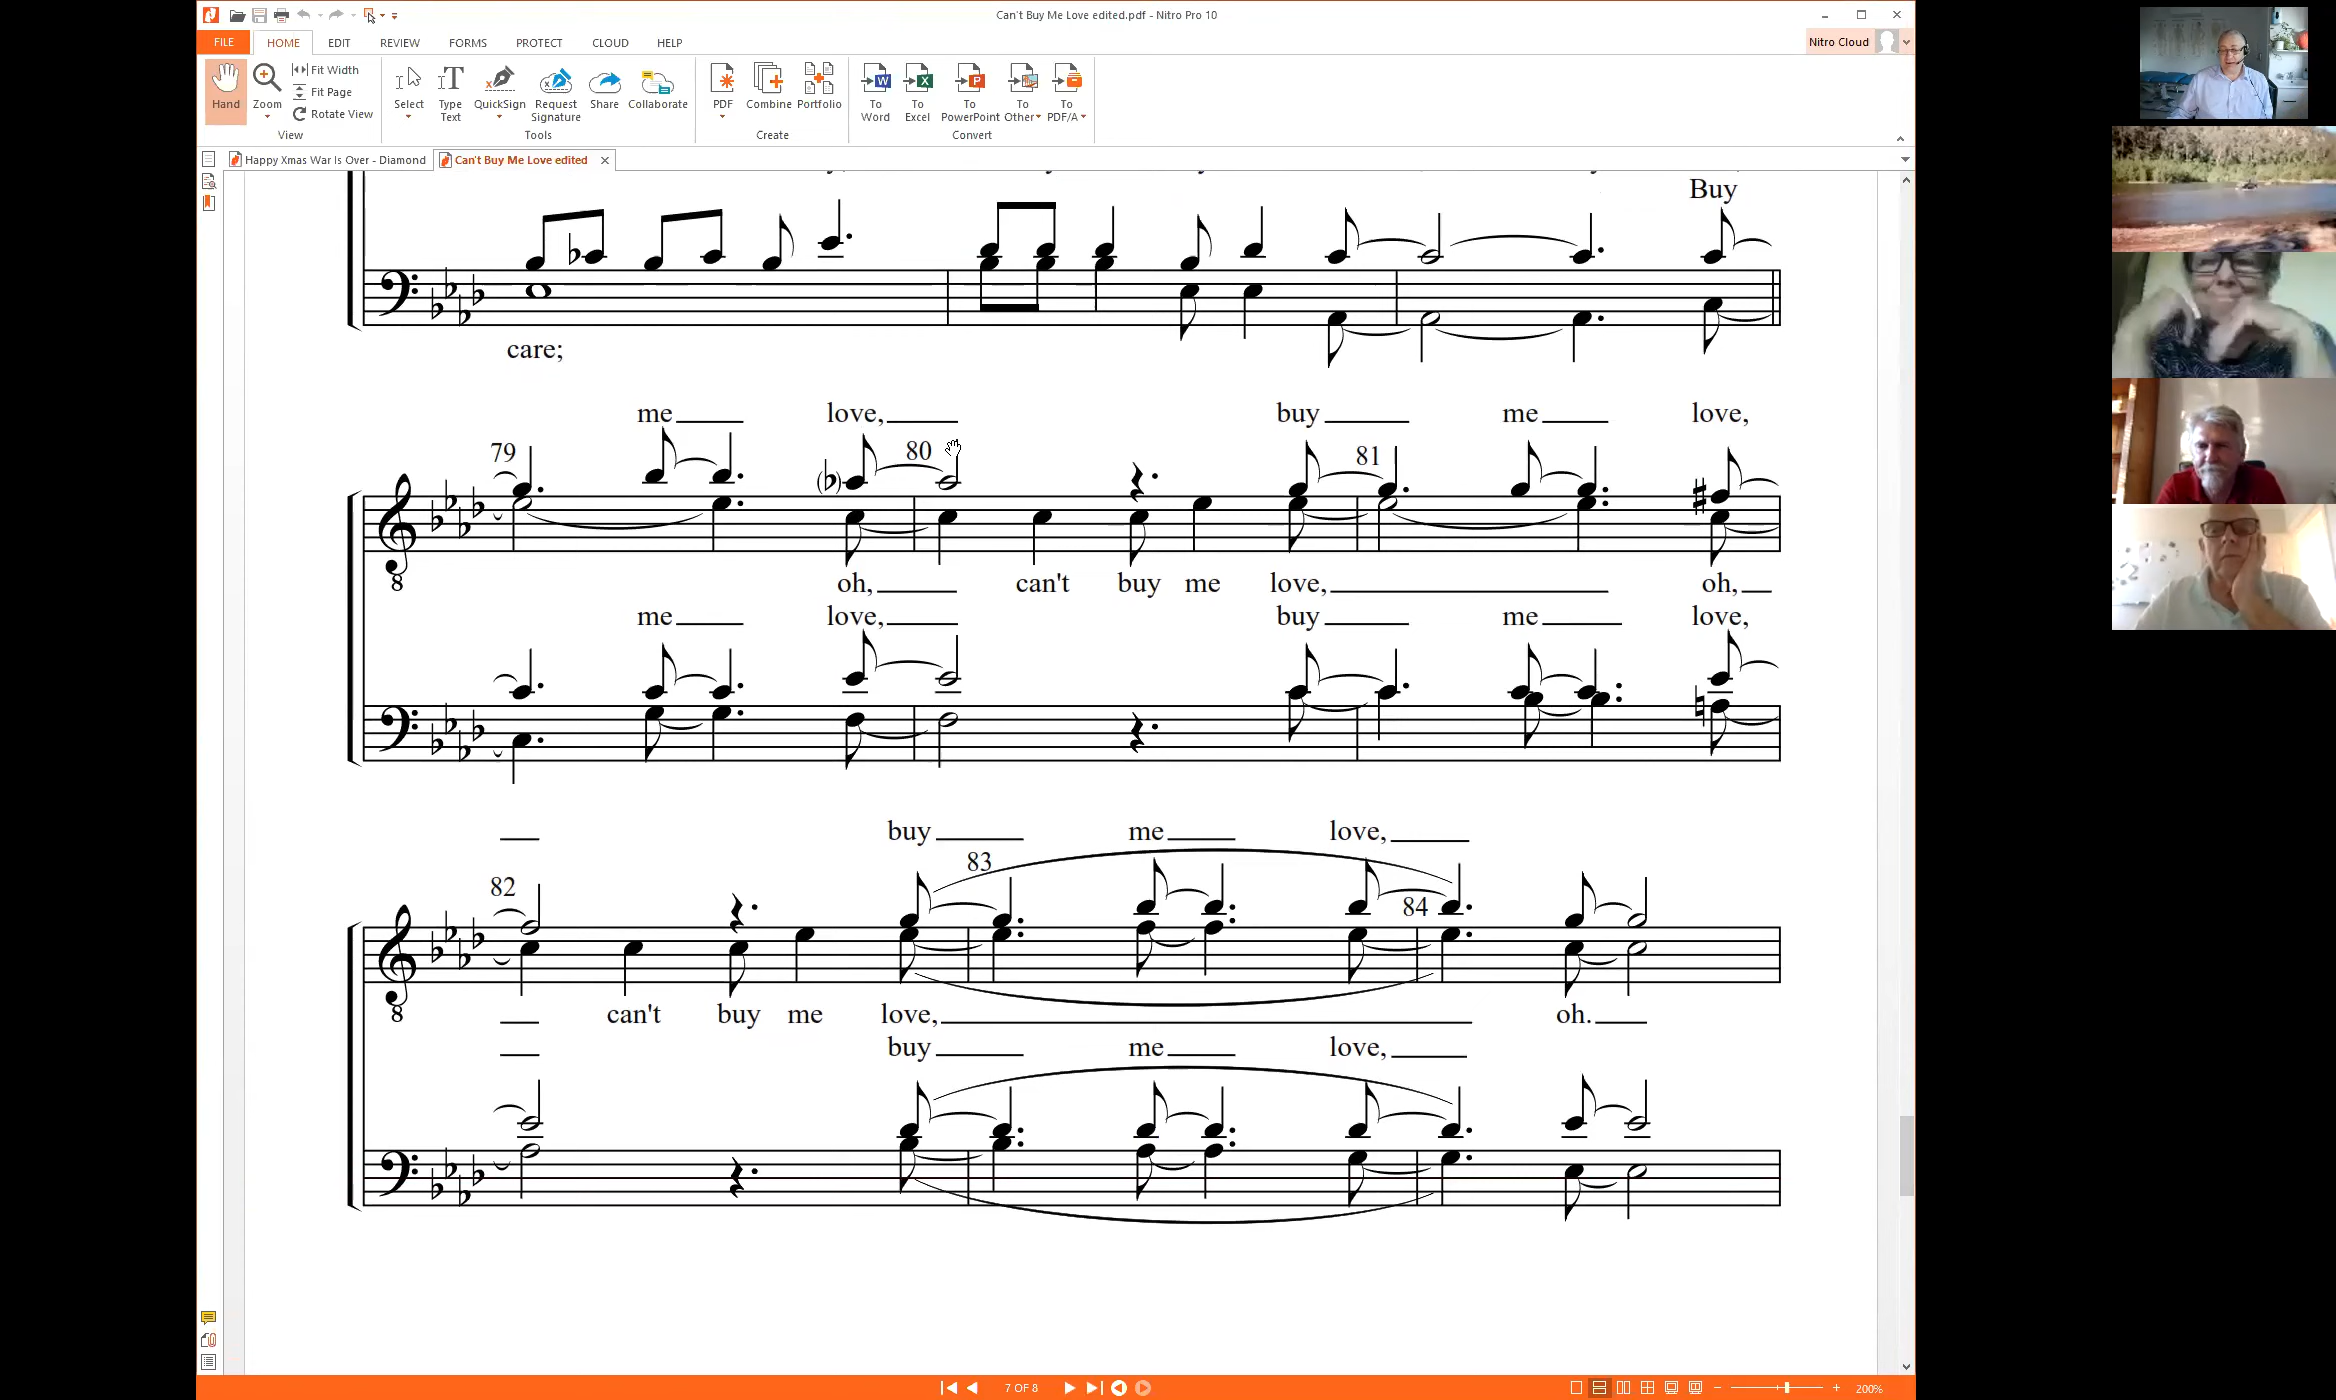 Can't Buy Me Love edited.pdf - Nitro Pro 10
FILE HOME EDIT REVIEW FORMS PROTECT CLOUD HELP
Nitro Cloud
Hand
Zoom
Fit Width
Fit Page
Rotate View
View
Select
Type Text
QuickSign
Request Signature
Share
Collaborate
Tools
PDF
Combine
Portfolio
Create
To Word
To Excel
To PowerPoint
To Other
To PDF/A
Convert
Happy Xmas War Is Over - Diamond
Can't Buy Me Love edited
Buy
care;
me love, buy me love,
79 80 81
8
oh, can't buy me love, oh,
me love, buy me love,
buy me love,
82 83 84
8
can't buy me love, oh.
buy me love,
7 OF 8
200%